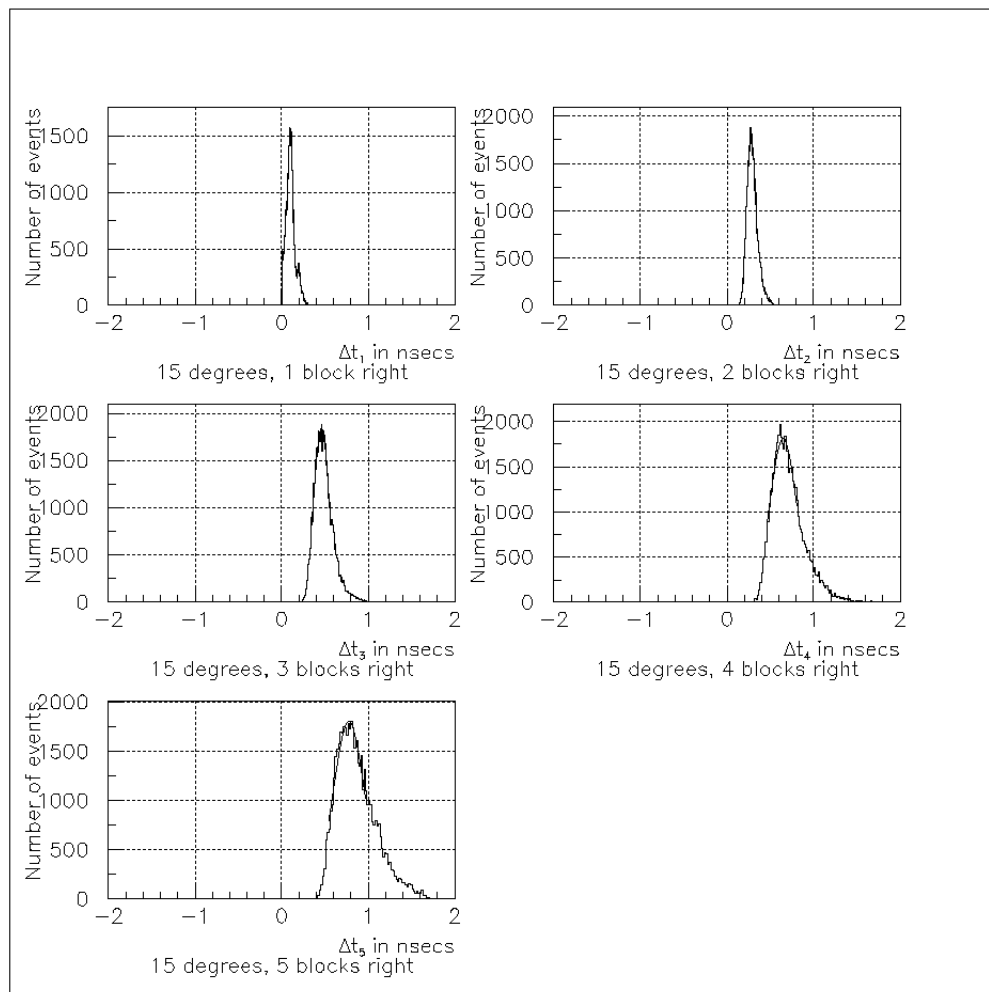 Number of events
1500
1000
500
0
−2 −1 0 1 2
Δt₁ in nsecs
15 degrees, 1 block right
Number of events
2000
1500
1000
500
0
−2 −1 0 1 2
Δt₂ in nsecs
15 degrees, 2 blocks right
Number of events
2000
1500
1000
500
0
−2 −1 0 1 2
Δt₃ in nsecs
15 degrees, 3 blocks right
Number of events
2000
1500
1000
500
0
−2 −1 0 1 2
Δt₄ in nsecs
15 degrees, 4 blocks right
Number of events
2000
1500
1000
500
0
−2 −1 0 1 2
Δt₅ in nsecs
15 degrees, 5 blocks right